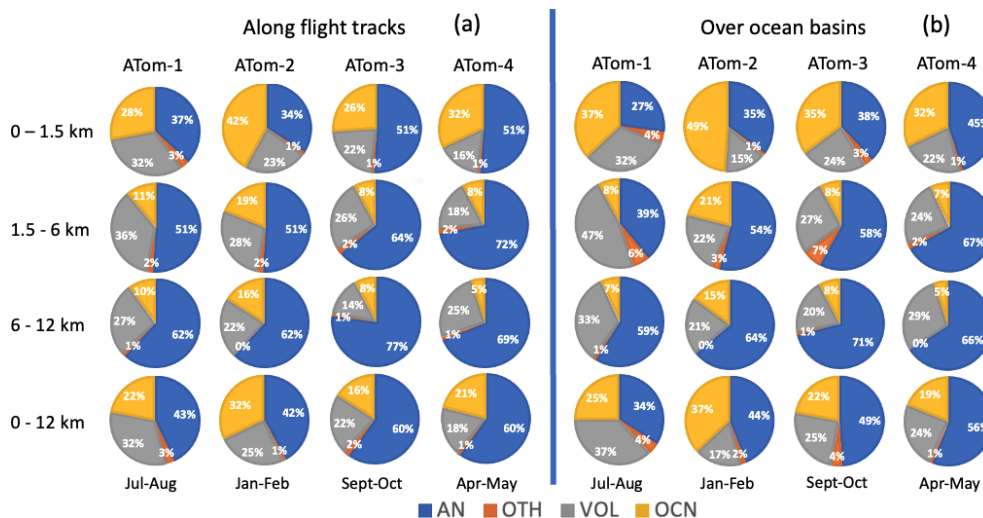 Along flight tracks (a) Over ocean basins (b)
ATom-1 ATom-2 ATom-3 ATom-4 ATom-1 ATom-2 ATom-3 ATom-4
0 – 1.5 km
28% 37% 3% 32%
42% 34% 1% 23%
26% 51% 1% 22%
32% 51% 1% 16%
37% 27% 4% 32%
49% 35% 1% 15%
35% 38% 3% 24%
32% 45% 1% 22%
1.5 - 6 km
11% 51% 2% 36%
19% 51% 2% 28%
8% 64% 2% 26%
8% 72% 2% 18%
8% 39% 6% 47%
21% 54% 3% 22%
8% 58% 7% 27%
7% 67% 2% 24%
6 - 12 km
10% 62% 1% 27%
16% 62% 0% 22%
8% 77% 1% 14%
5% 69% 1% 25%
7% 59% 1% 33%
15% 64% 0% 21%
8% 71% 1% 20%
5% 66% 0% 29%
0 - 12 km
22% 43% 3% 32%
32% 42% 1% 25%
16% 60% 2% 22%
21% 60% 1% 18%
25% 34% 4% 37%
37% 44% 2% 17%
22% 49% 4% 25%
19% 56% 1% 24%
Jul-Aug Jan-Feb Sept-Oct Apr-May Jul-Aug Jan-Feb Sept-Oct Apr-May
AN OTH VOL OCN